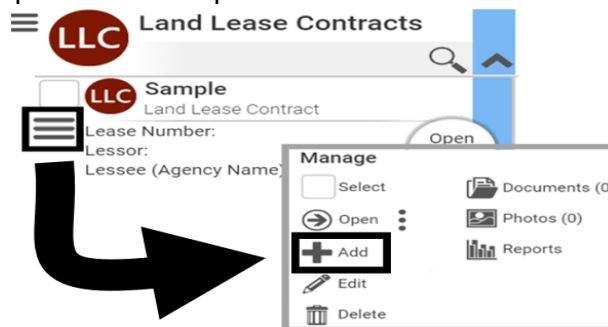 LLC Land Lease Contracts
LLC Sample
Land Lease Contract
Lease Number:
Open
Lessor:
Lessee (Agency Name)
Manage
Select
Documents (0
Open
Photos (0)
Add
Reports
Edit
Delete